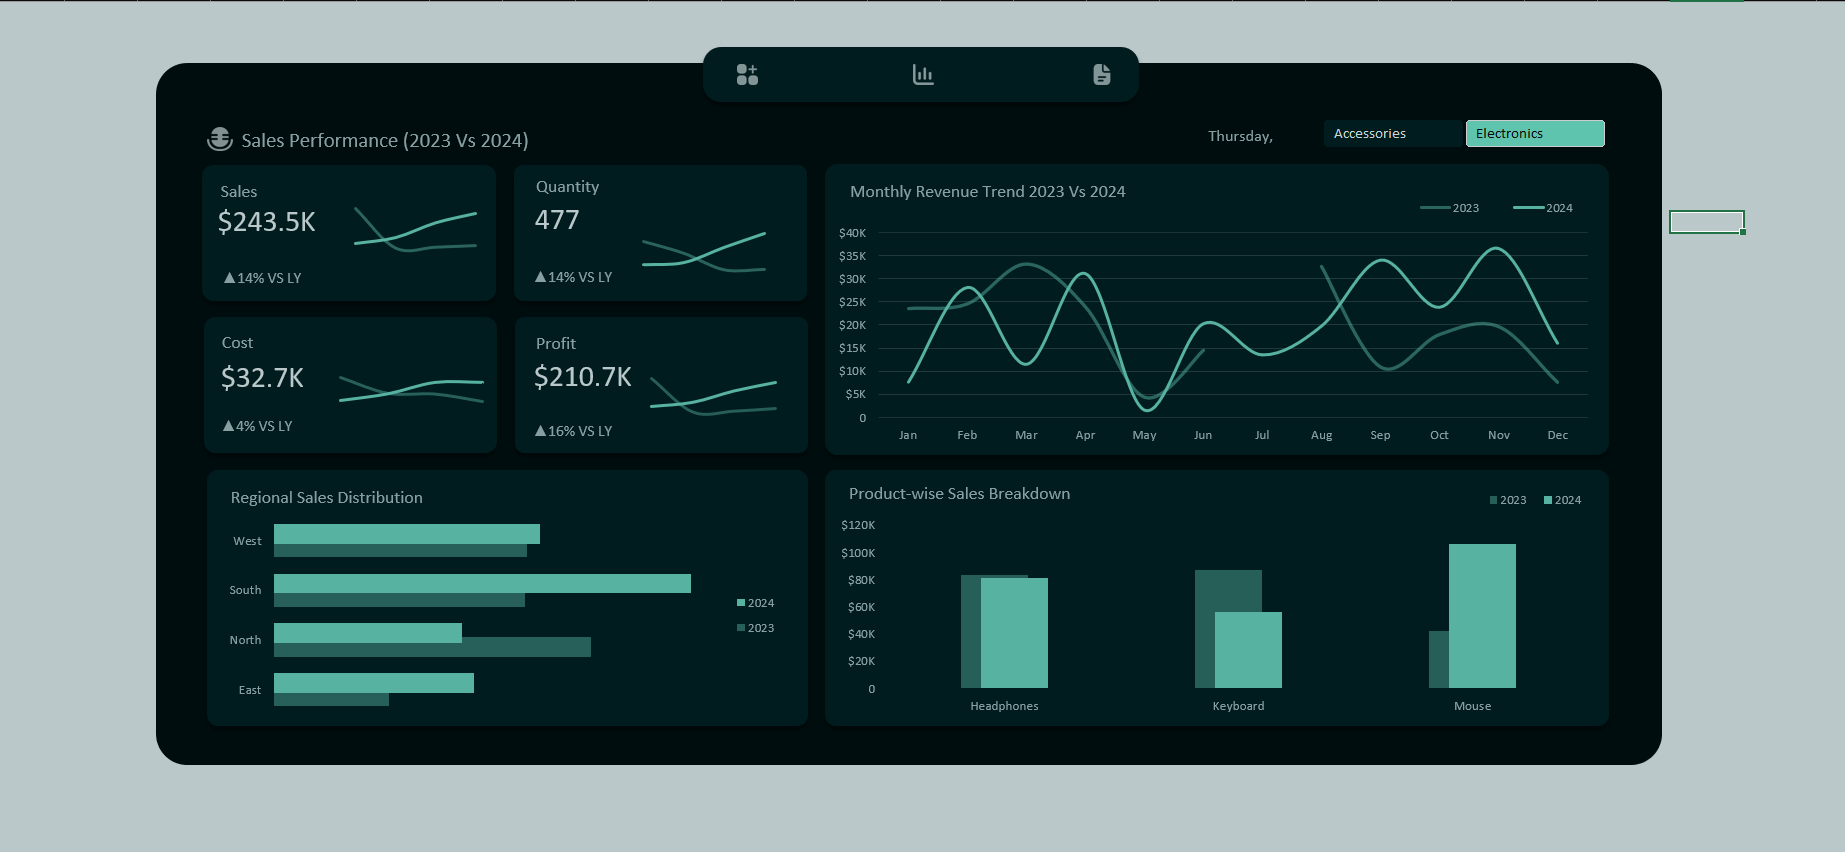 Sales Performance (2023 Vs 2024)
Thursday,
Accessories
Electronics
Sales
$243.5K
▲14% VS LY
Quantity
477
▲14% VS LY
Cost
$32.7K
▲4% VS LY
Profit
$210.7K
▲16% VS LY
Monthly Revenue Trend 2023 Vs 2024
2023 2024
$40K
$35K
$30K
$25K
$20K
$15K
$10K
$5K
0
Jan Feb Mar Apr May Jun Jul Aug Sep Oct Nov Dec
Regional Sales Distribution
West
South
North
East
2024
2023
Product-wise Sales Breakdown
2023 2024
$120K
$100K
$80K
$60K
$40K
$20K
0
Headphones Keyboard Mouse